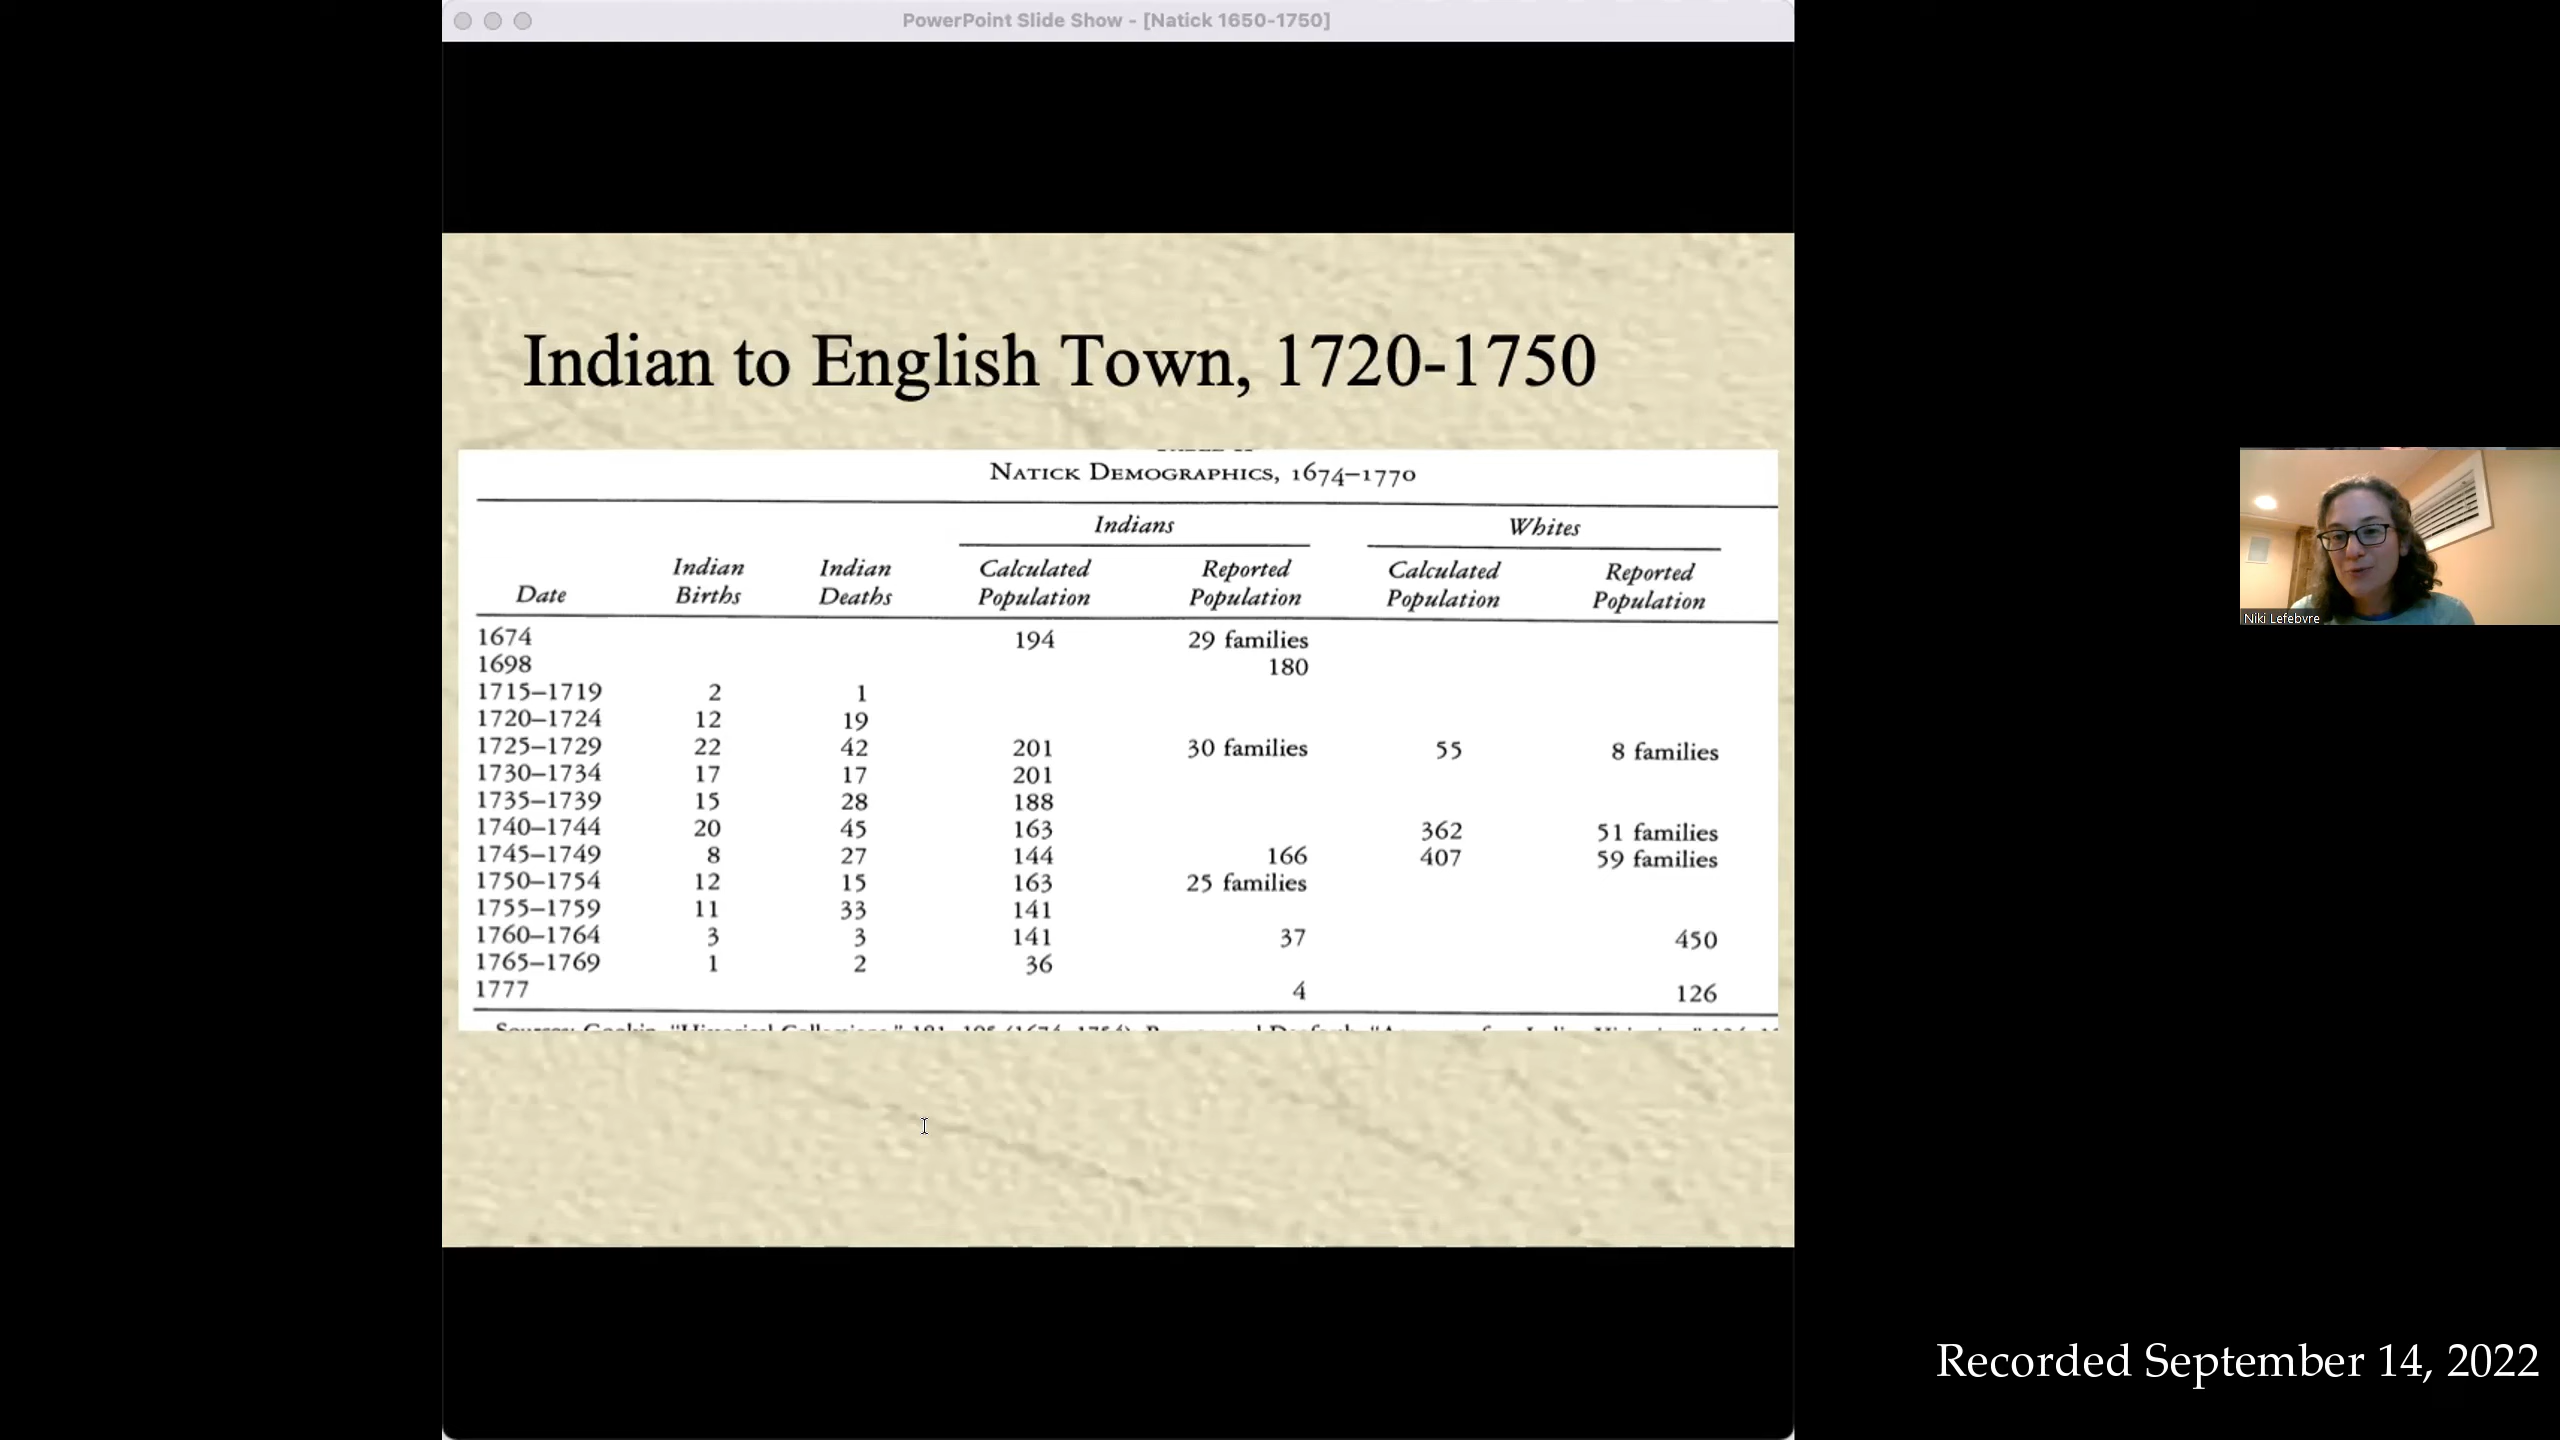 PowerPoint Slide Show - [Natick 1650-1750]
Indian to English Town, 1720-1750
NATICK DEMOGRAPHICS, 1674–1770
Indians Whites
Date Indian Births Indian Deaths Calculated Population Reported Population Calculated Population Reported Population
1674 194 29 families
1698 180
1715–1719 2 1
1720–1724 12 19
1725–1729 22 42 201 30 families 55 8 families
1730–1734 17 17 201
1735–1739 15 28 188
1740–1744 20 45 163 362 51 families
1745–1749 8 27 144 166 407 59 families
1750–1754 12 15 163 25 families
1755–1759 11 33 141
1760–1764 3 3 141 37 450
1765–1769 1 2 36
1777 4 126
Niki Lefebvre
Recorded September 14, 2022